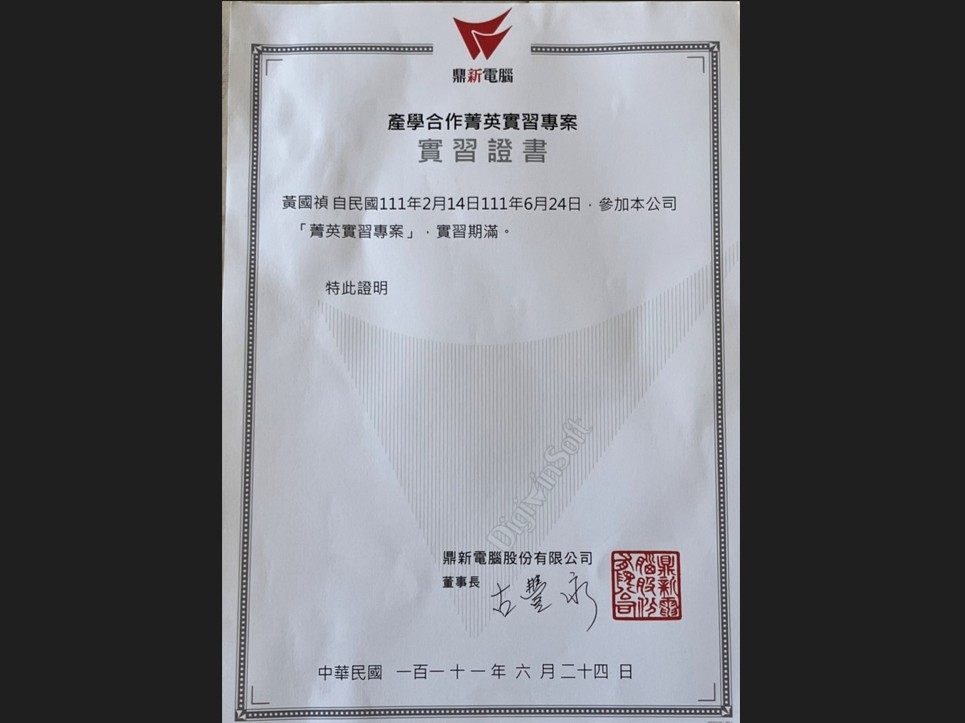 鼎新電腦
產學合作菁英實習專案
實習證書
黃國禎 自民國111年2月14日111年6月24日，參加本公司
「菁英實習專案」，實習期滿。
特此證明
DigiwinSoft
鼎新電腦股份有限公司
董事長 古豐永
鼎新電腦股份有限公司
中華民國 一百一十一年 六 月 二十四 日